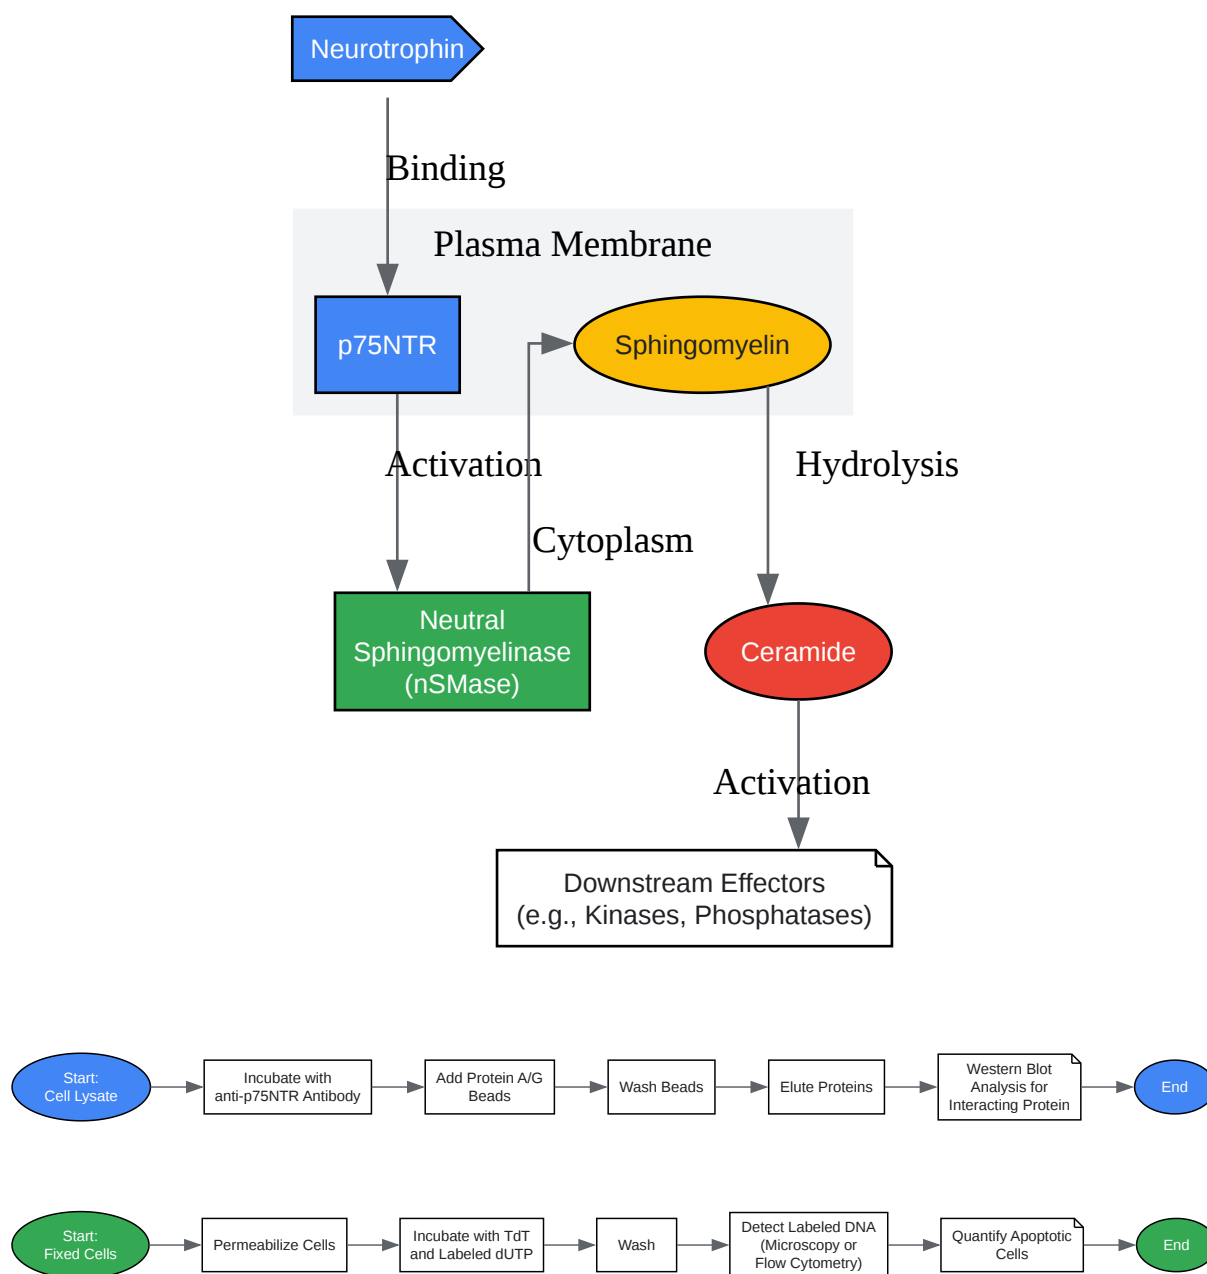 Neurotrophin
Binding
Plasma Membrane
p75NTR
Sphingomyelin
Activation
Hydrolysis
Cytoplasm
Neutral
Sphingomyelinase
(nSMase)
Ceramide
Activation
Downstream Effectors
(e.g., Kinases, Phosphatases)
Start:
Cell Lysate
Incubate with
anti-p75NTR Antibody
Add Protein A/G
Beads
Wash Beads
Elute Proteins
Western Blot
Analysis for
Interacting Protein
End
Start:
Fixed Cells
Permeabilize Cells
Incubate with TdT
and Labeled dUTP
Wash
Detect Labeled DNA
(Microscopy or
Flow Cytometry)
Quantify Apoptotic
Cells
End